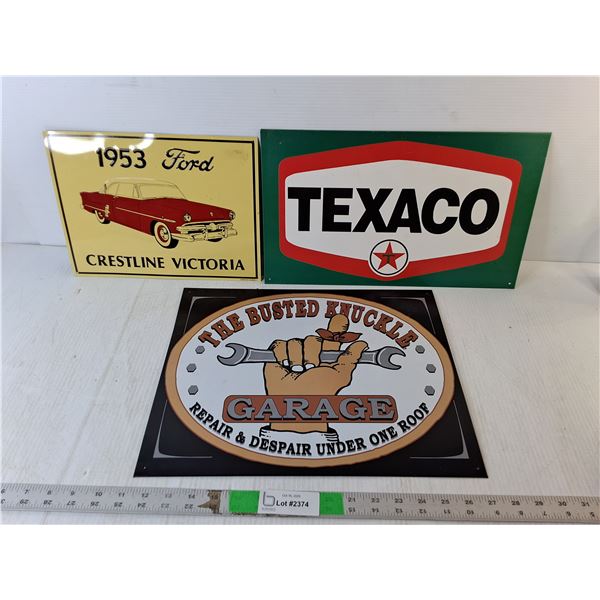 1953 Ford
CRESTLINE VICTORIA
TEXACO
T
THE BUSTED KNUCKLE
GARAGE
REPAIR & DESPAIR UNDER ONE ROOF
Lot #2374